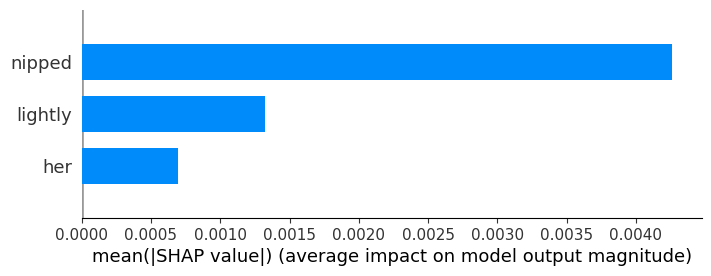 nipped
lightly
her
0.0000 0.0005 0.0010 0.0015 0.0020 0.0025 0.0030 0.0035 0.0040
mean(|SHAP value|) (average impact on model output magnitude)